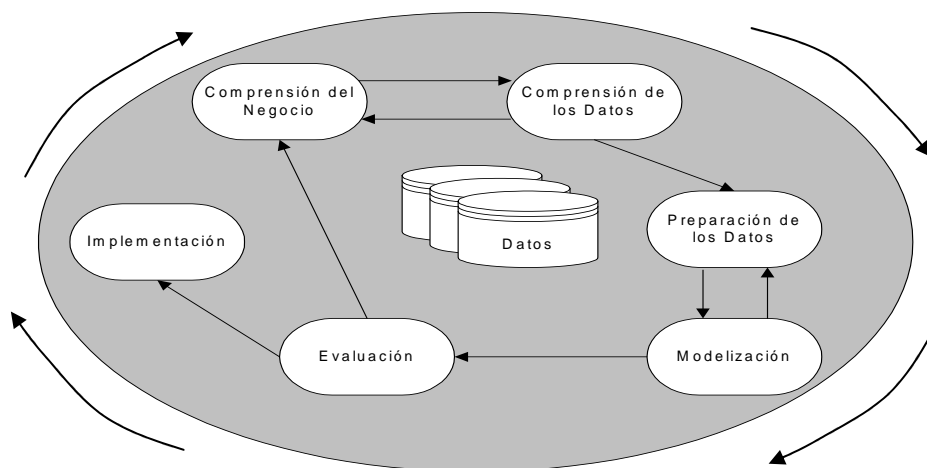 Comprensión del
Negocio
Comprensión de
los Datos
Preparación de
los Datos
Datos
Implementación
Evaluación
Modelización